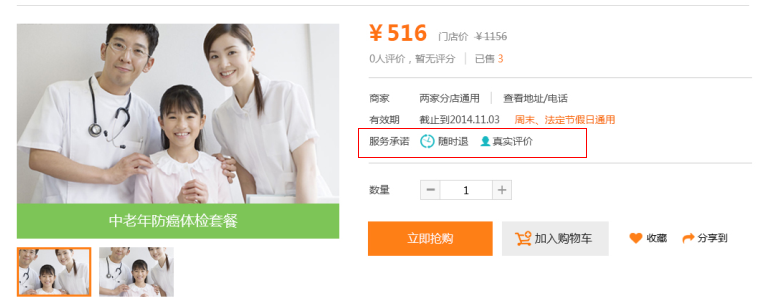 ¥516 门店价 ¥1156
0人评价，暂无评分 已售 3
商家 两家分店通用 查看地址/电话
有效期 截止到2014.11.03 周末、法定节假日通用
服务承诺 随时退 真实评价
数量 − 1 +
中老年防癌体检套餐
立即抢购 加入购物车 收藏 分享到